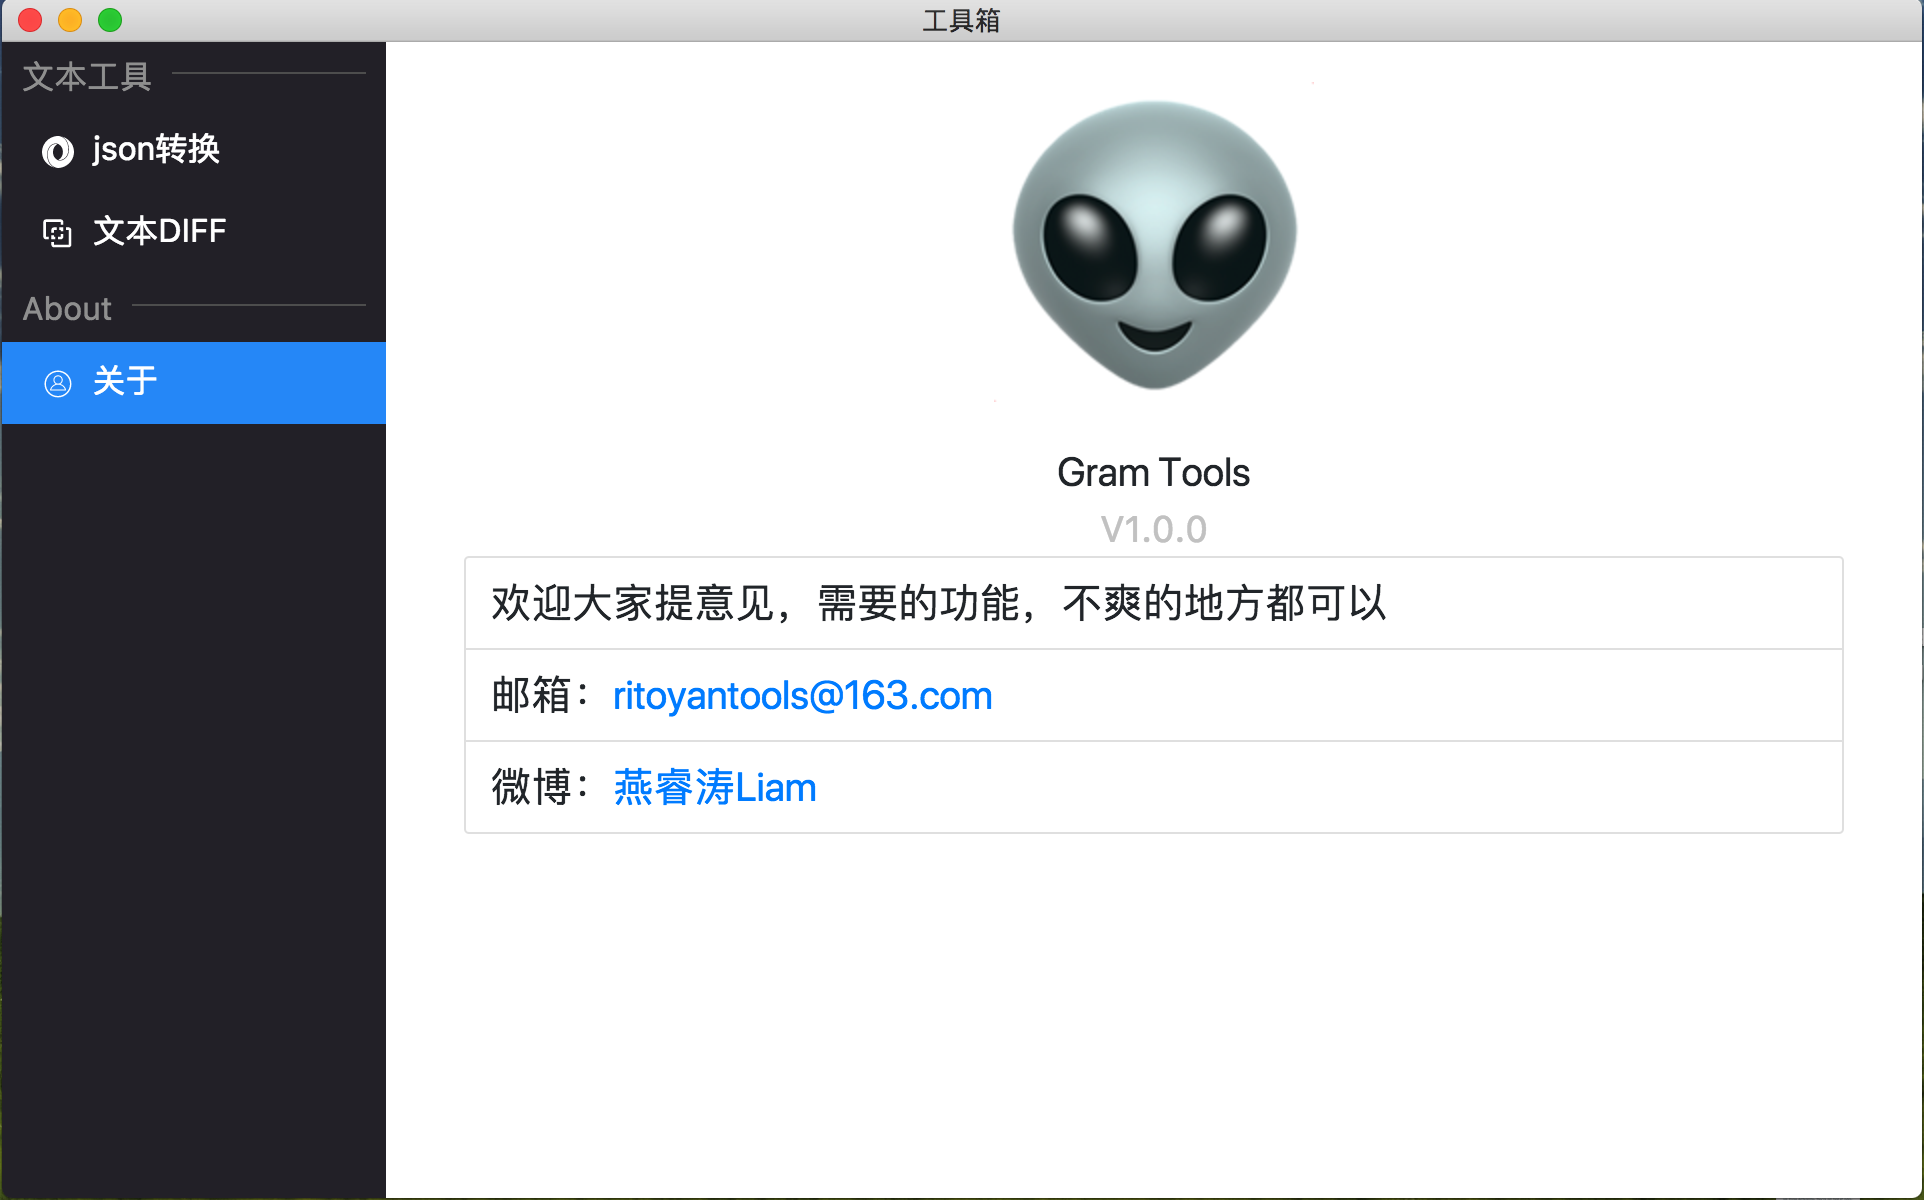 工具箱
文本工具
json转换
文本DIFF
About
关于
Gram Tools
V1.0.0
欢迎大家提意见，需要的功能，不爽的地方都可以
邮箱：ritoyantools@163.com
微博：燕睿涛Liam